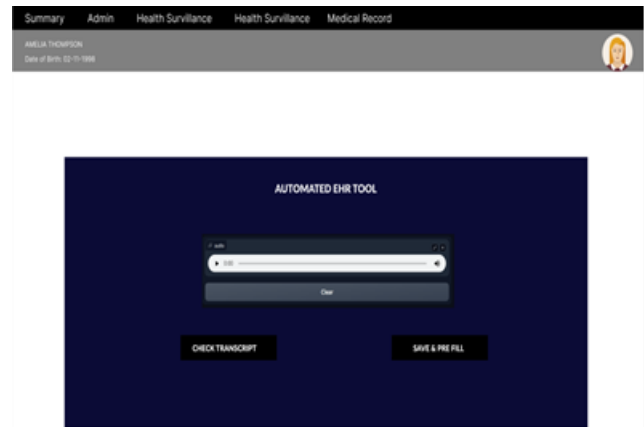 Summary Admin Health Survillance Health Survillance Medical Record
AMELIA THOMPSON
Date of Birth: 02-11-1998
AUTOMATED EHR TOOL
audio
0:00
Clear
CHECK TRANSCRIPT SAVE & PRE FILL